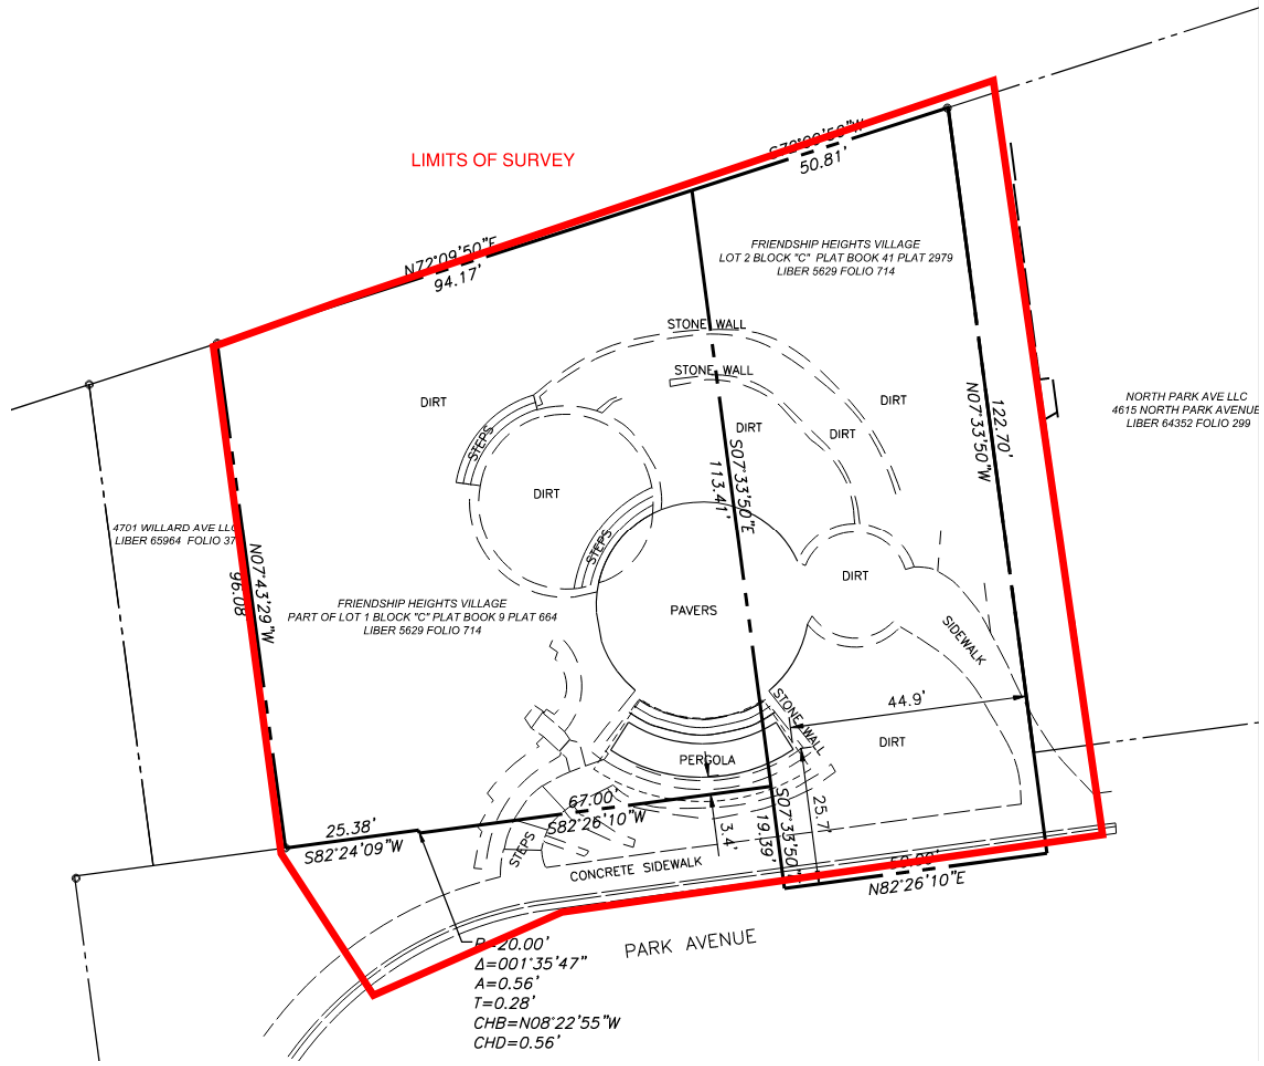 S72°09'50"W
50.81'
LIMITS OF SURVEY
N72°09'50"E
94.17'
FRIENDSHIP HEIGHTS VILLAGE
LOT 2 BLOCK "C"  PLAT BOOK 41 PLAT 2979
LIBER 5629 FOLIO 714
STONE WALL
STONE WALL
DIRT
DIRT
DIRT
DIRT
STEPS
DIRT
122.70'
N07°33'50"W
NORTH PARK AVE LLC
4615 NORTH PARK AVENUE
LIBER 64352 FOLIO 299
S07°33'50"E
113.41'
4701 WILLARD AVE LLC
LIBER 65964  FOLIO 37
N07°43'29"W
96.08'
STEPS
DIRT
FRIENDSHIP HEIGHTS VILLAGE
PART OF LOT 1 BLOCK "C" PLAT BOOK 9 PLAT 664
LIBER 5629 FOLIO 714
PAVERS
SIDEWALK
44.9'
STONE WALL
DIRT
PERGOLA
67.00'
S82°26'10"W
25.38'
S82°24'09"W
STEPS
3.4'
19.39'
S07°33'50"E
25.7'
CONCRETE SIDEWALK
50.00'
N82°26'10"E
PARK AVENUE
R=20.00'
Δ=001°35'47"
A=0.56'
T=0.28'
CHB=N08°22'55"W
CHD=0.56'